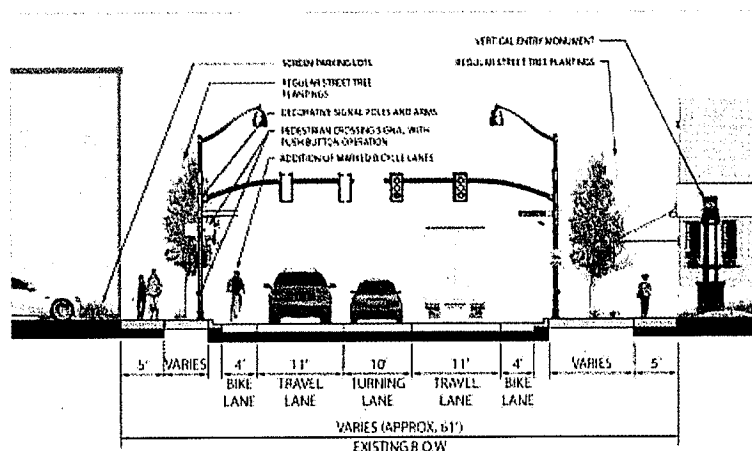 VERTICAL ENTRY MONUMENT
SCREEN PARKING LOTS
REGULAR STREET TREE PLANTINGS
REGULAR STREET TREE
PLANTINGS
DECORATIVE SIGNAL POLES AND ARMS
PEDESTRIAN CROSSING SIGNAL WITH
PUSH BUTTON OPERATION
ADDITION OF MARKED BICYCLE LANES
5' VARIES 4' 11' 10' 11' 4' VARIES 5'
BIKE TRAVEL TURNING TRAVEL BIKE
LANE LANE LANE LANE LANE
VARIES (APPROX. 61')
EXISTING R.O.W